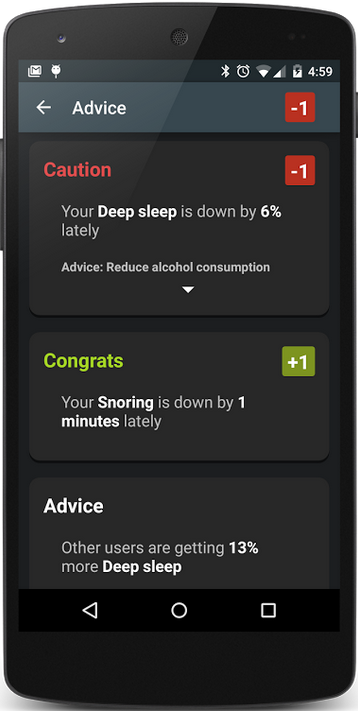 4:59
Advice
-1
Caution
-1
Your Deep sleep is down by 6%
lately
Advice: Reduce alcohol consumption
Congrats
+1
Your Snoring is down by 1
minutes lately
Advice
Other users are getting 13%
more Deep sleep